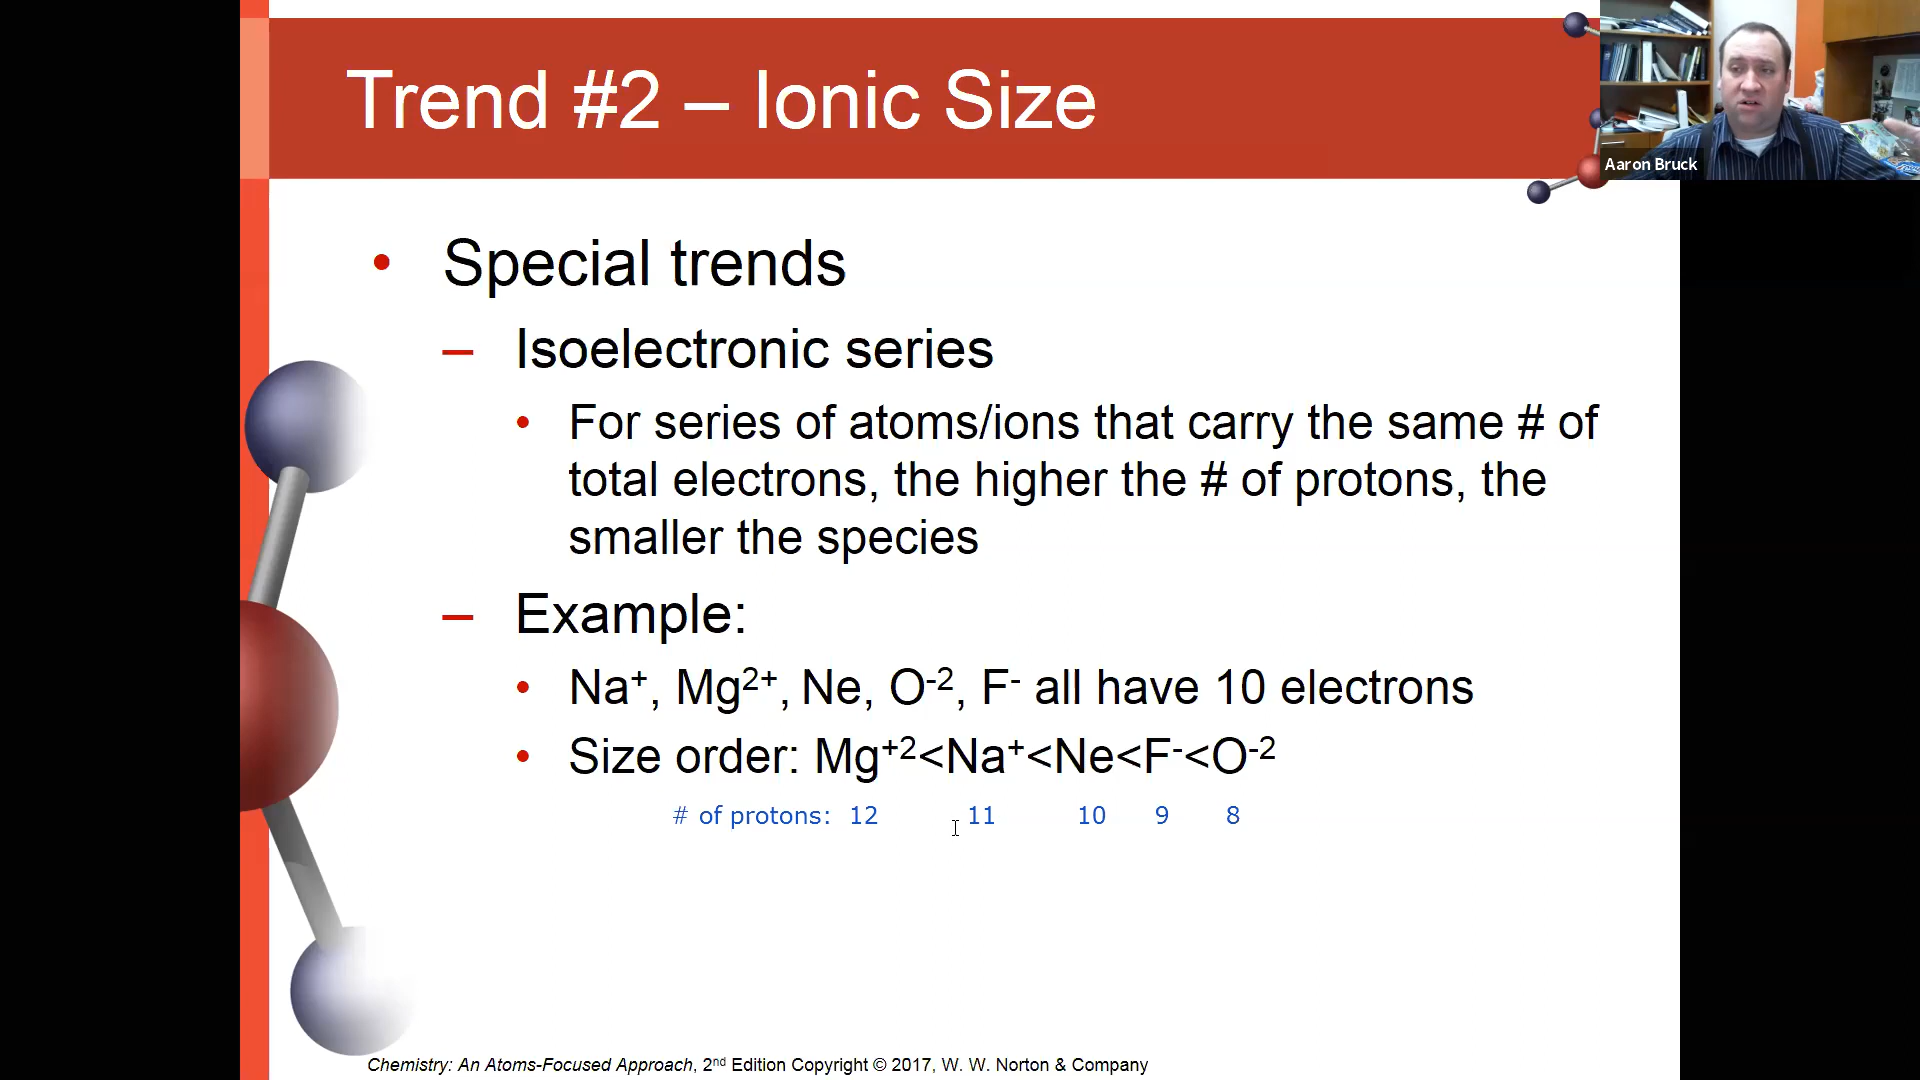 Trend #2 – Ionic Size
Aaron Bruck
• Special trends
– Isoelectronic series
• For series of atoms/ions that carry the same # of
total electrons, the higher the # of protons, the
smaller the species
– Example:
• Na⁺, Mg²⁺, Ne, O⁻², F⁻ all have 10 electrons
• Size order: Mg⁺²<Na⁺<Ne<F⁻<O⁻²
# of protons: 12 11 10 9 8
Chemistry: An Atoms-Focused Approach, 2ⁿᵈ Edition Copyright © 2017, W. W. Norton & Company